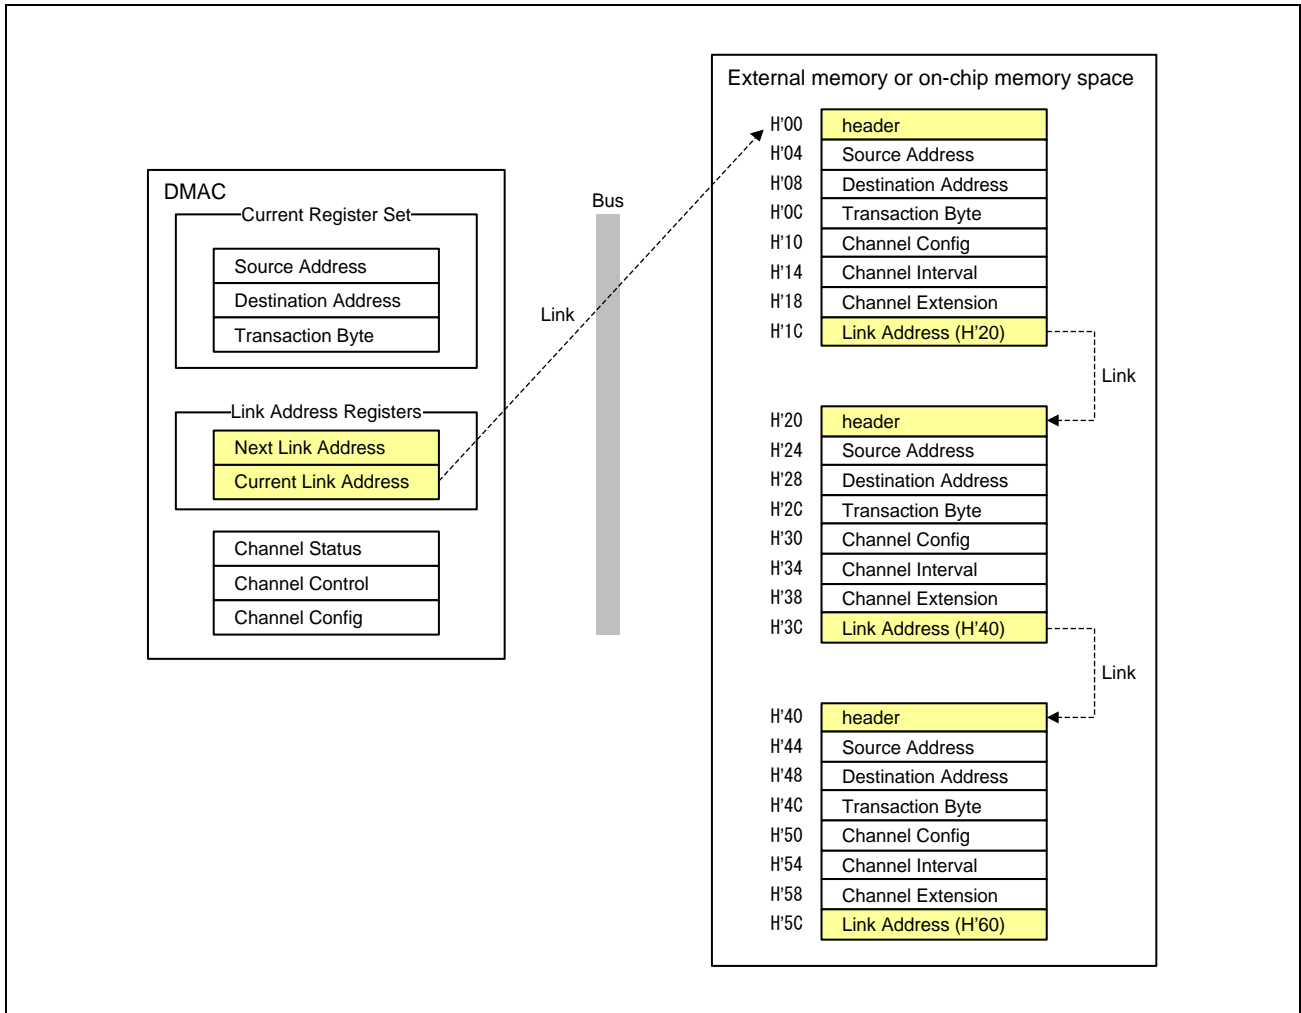 DMAC
Current Register Set
Source Address
Destination Address
Transaction Byte
Link Address Registers
Next Link Address
Current Link Address
Channel Status
Channel Control
Channel Config
Bus
Link
External memory or on-chip memory space
H'00 header
H'04 Source Address
H'08 Destination Address
H'0C Transaction Byte
H'10 Channel Config
H'14 Channel Interval
H'18 Channel Extension
H'1C Link Address (H'20)
Link
H'20 header
H'24 Source Address
H'28 Destination Address
H'2C Transaction Byte
H'30 Channel Config
H'34 Channel Interval
H'38 Channel Extension
H'3C Link Address (H'40)
Link
H'40 header
H'44 Source Address
H'48 Destination Address
H'4C Transaction Byte
H'50 Channel Config
H'54 Channel Interval
H'58 Channel Extension
H'5C Link Address (H'60)